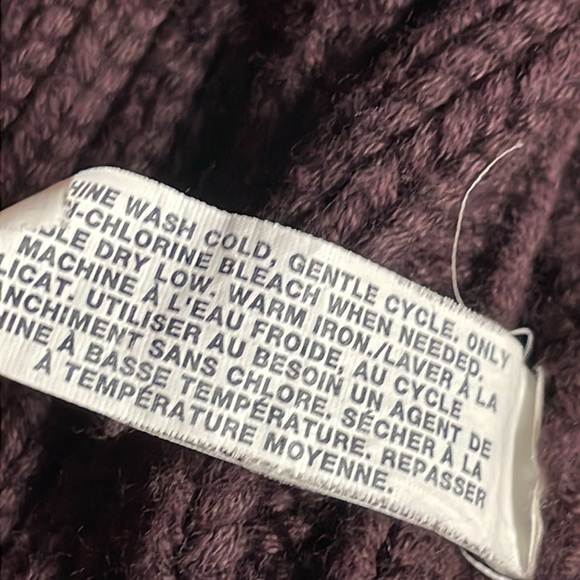 HINE WASH COLD, GENTLE CYCLE. ONLY
-CHLORINE BLEACH WHEN NEEDED.
BLE DRY LOW. WARM IRON./LAVER À LA
MACHINE À L'EAU FROIDE, AU CYCLE
LICAT. UTILISER AU BESOIN UN AGENT DE
ANCHIMENT SANS CHLORE. SÉCHER À LA
HINE À BASSE TEMPÉRATURE. REPASSER
À TEMPÉRATURE MOYENNE.